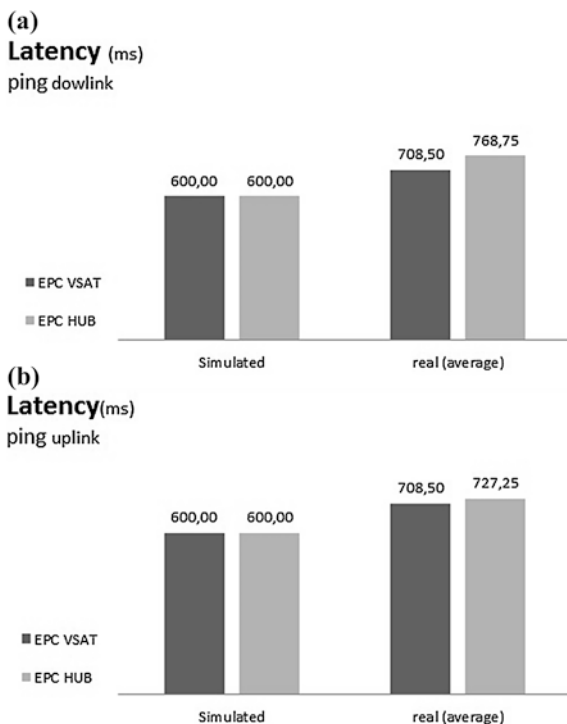 (a)
Latency (ms)
ping dowlink
768,75
708,50
600,00 600,00
EPC VSAT
EPC HUB
Simulated real (average)
(b)
Latency(ms)
ping uplink
708,50 727,25
600,00 600,00
EPC VSAT
EPC HUB
Simulated real (average)